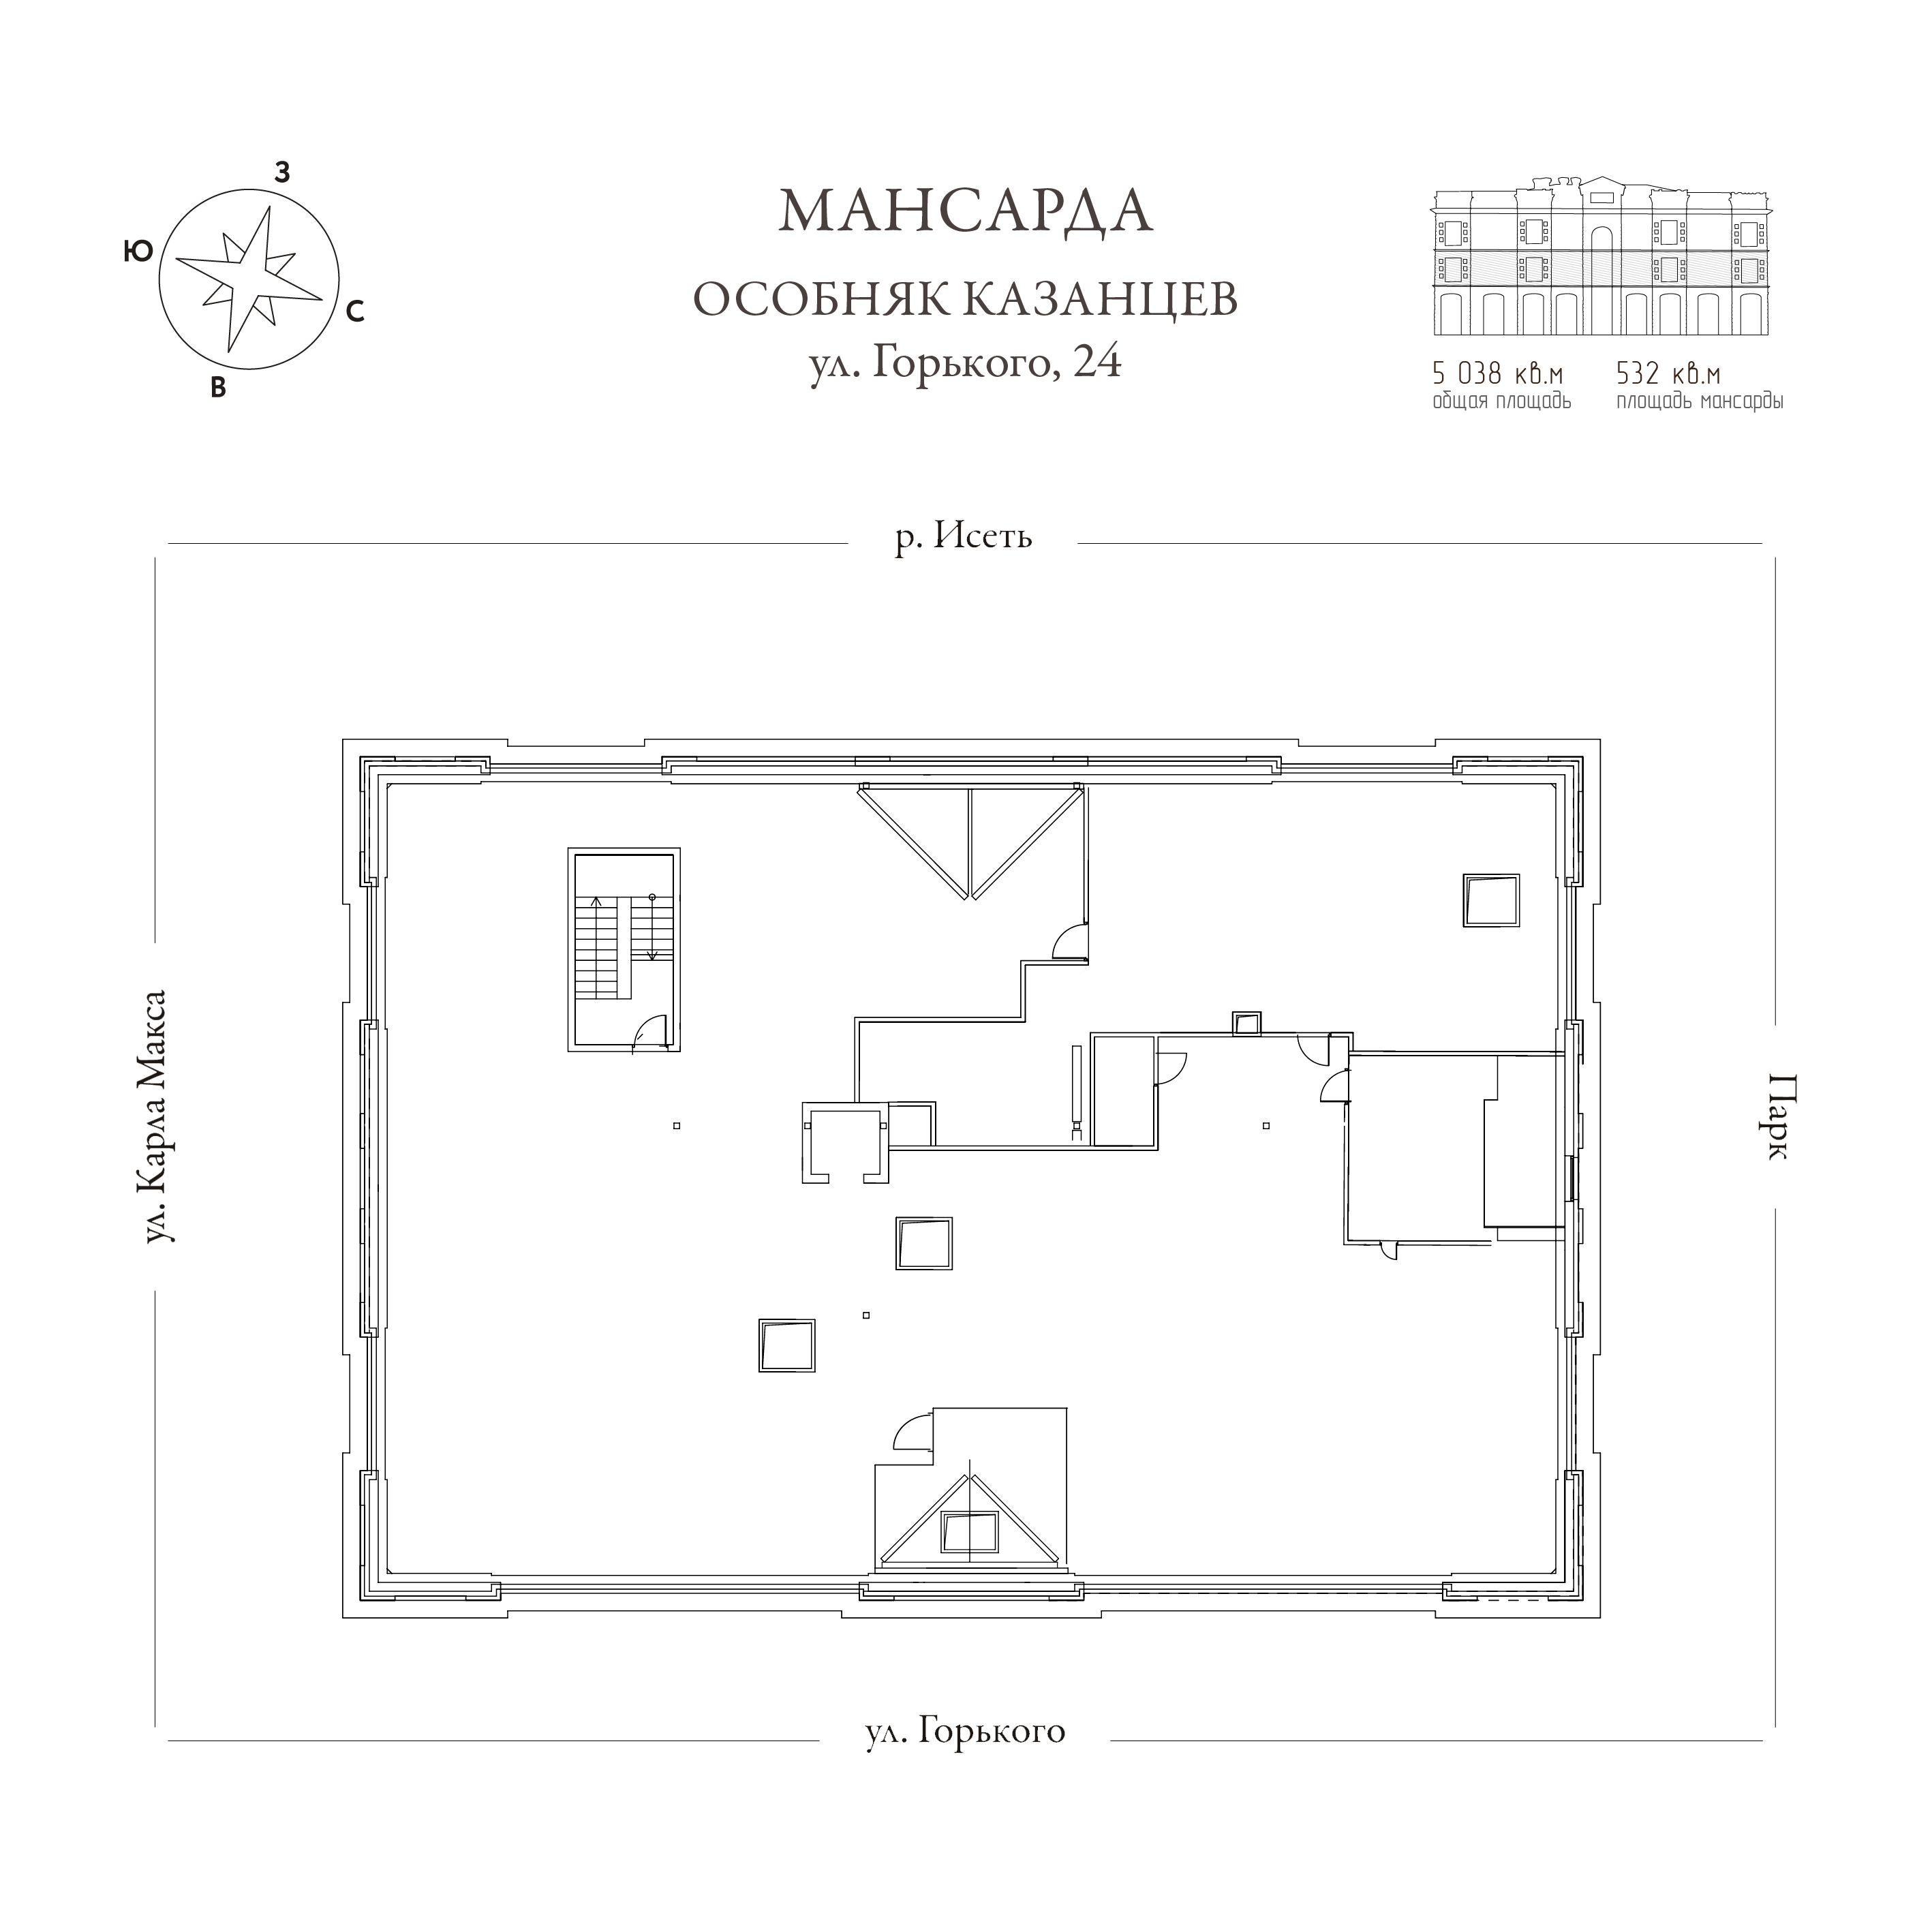 З
Ю
С
В
МАНСАРДА
ОСОБНЯК КАЗАНЦЕВ
ул. Горького, 24
5 038 кв.м
общая площадь
532 кв.м
площадь мансарды
р. Исеть
ул. Карла Макса
Парк
ул. Горького